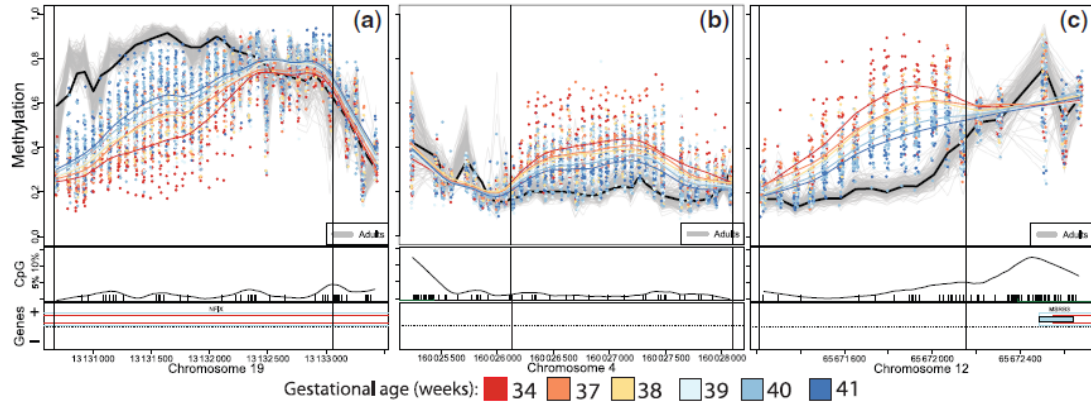 (a) (b) (c)
Methylation
0.0 0.2 0.4 0.6 0.8 1.0
Adults Adults Adults
CpG
5% 10%
Genes
+
−
NFIX
MSRB3
13131000 13131500 13132000 13132500 13133000
160025500 160026000 160026500 160027000 160027500 160028000
65671600 65672000 65672400
Chromosome 19 Chromosome 4 Chromosome 12
Gestational age (weeks): 34 37 38 39 40 41